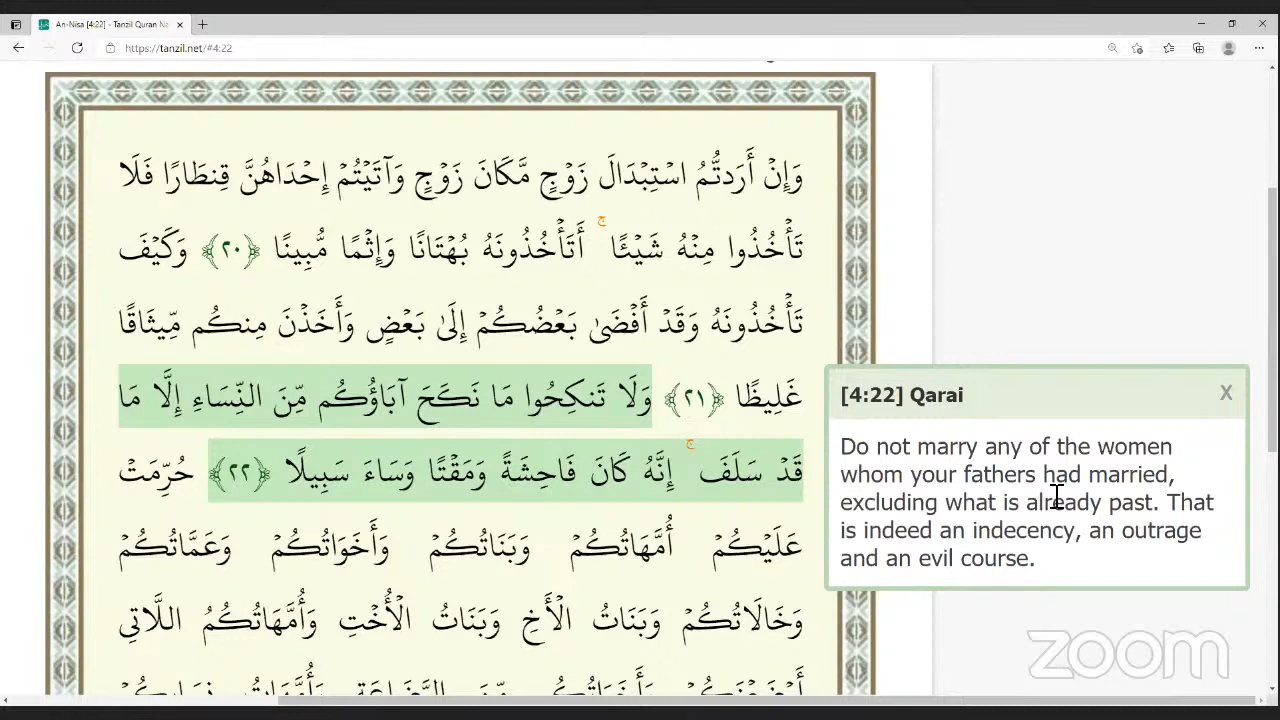 An-Nisa [4:22] - Tanzil Quran Na
https://tanzil.net/#4:22
وَإِنْ أَرَدتُّمُ اسْتِبْدَالَ زَوْجٍ مَّكَانَ زَوْجٍ وَآتَيْتُمْ إِحْدَاهُنَّ قِنطَارًا فَلَا
تَأْخُذُوا مِنْهُ شَيْئًا ۚ أَتَأْخُذُونَهُ بُهْتَانًا وَإِثْمًا مُّبِينًا ﴿٢٠﴾ وَكَيْفَ
تَأْخُذُونَهُ وَقَدْ أَفْضَىٰ بَعْضُكُمْ إِلَىٰ بَعْضٍ وَأَخَذْنَ مِنكُم مِّيثَاقًا
غَلِيظًا ﴿٢١﴾ وَلَا تَنكِحُوا مَا نَكَحَ آبَاؤُكُم مِّنَ النِّسَاءِ إِلَّا مَا
قَدْ سَلَفَ ۚ إِنَّهُ كَانَ فَاحِشَةً وَمَقْتًا وَسَاءَ سَبِيلًا ﴿٢٢﴾ حُرِّمَتْ
عَلَيْكُمْ أُمَّهَاتُكُمْ وَبَنَاتُكُمْ وَأَخَوَاتُكُمْ وَعَمَّاتُكُمْ
وَخَالَاتُكُمْ وَبَنَاتُ الْأَخِ وَبَنَاتُ الْأُخْتِ وَأُمَّهَاتُكُمُ اللَّاتِي
[4:22] Qarai
X
Do not marry any of the women
whom your fathers had married,
excluding what is already past. That
is indeed an indecency, an outrage
and an evil course.
zoom